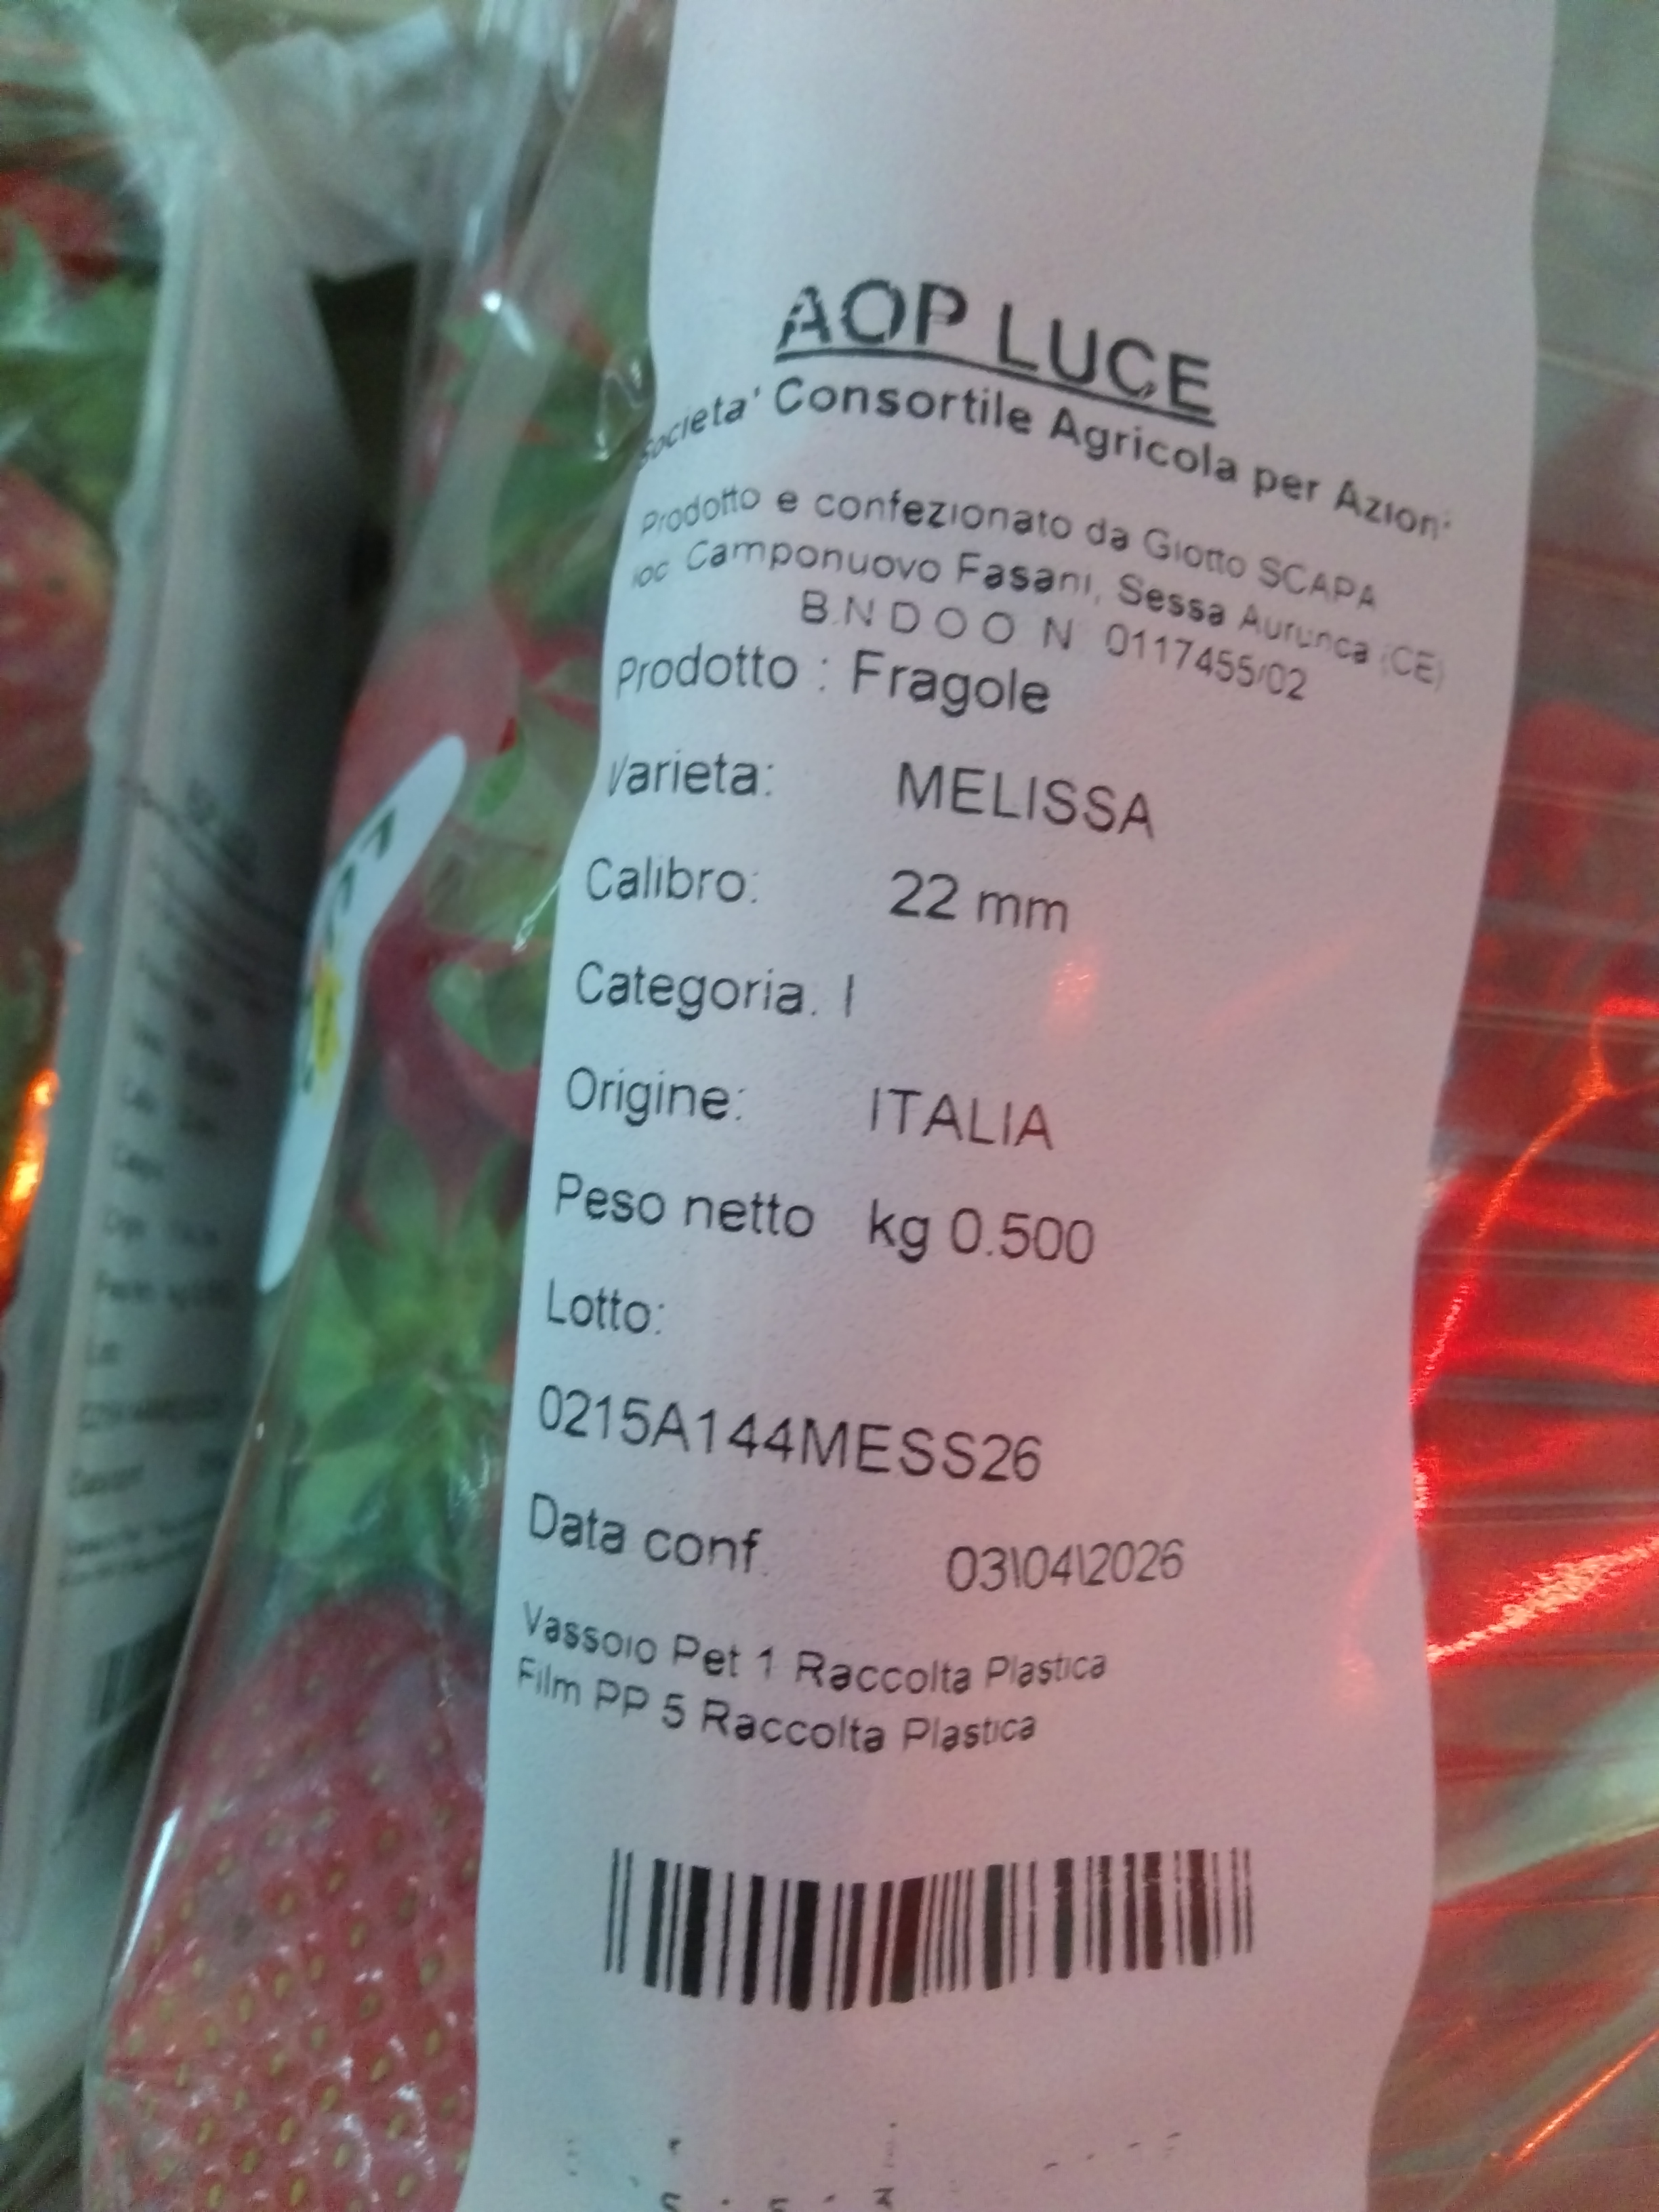 AOP LUCE
Societa' Consortile Agricola per Azioni
Prodotto e confezionato da Giotto SCAPA
loc Camponuovo Fasani, Sessa Aurunca (CE)
B.N D O O N 0117455/02
Prodotto : Fragole
Varieta: MELISSA
Calibro: 22 mm
Categoria. I
Origine: ITALIA
Peso netto kg 0.500
Lotto:
0215A144MESS26
Data conf. 03\04\2026
Vassoio Pet 1 Raccolta Plastica
Film PP 5 Raccolta Plastica